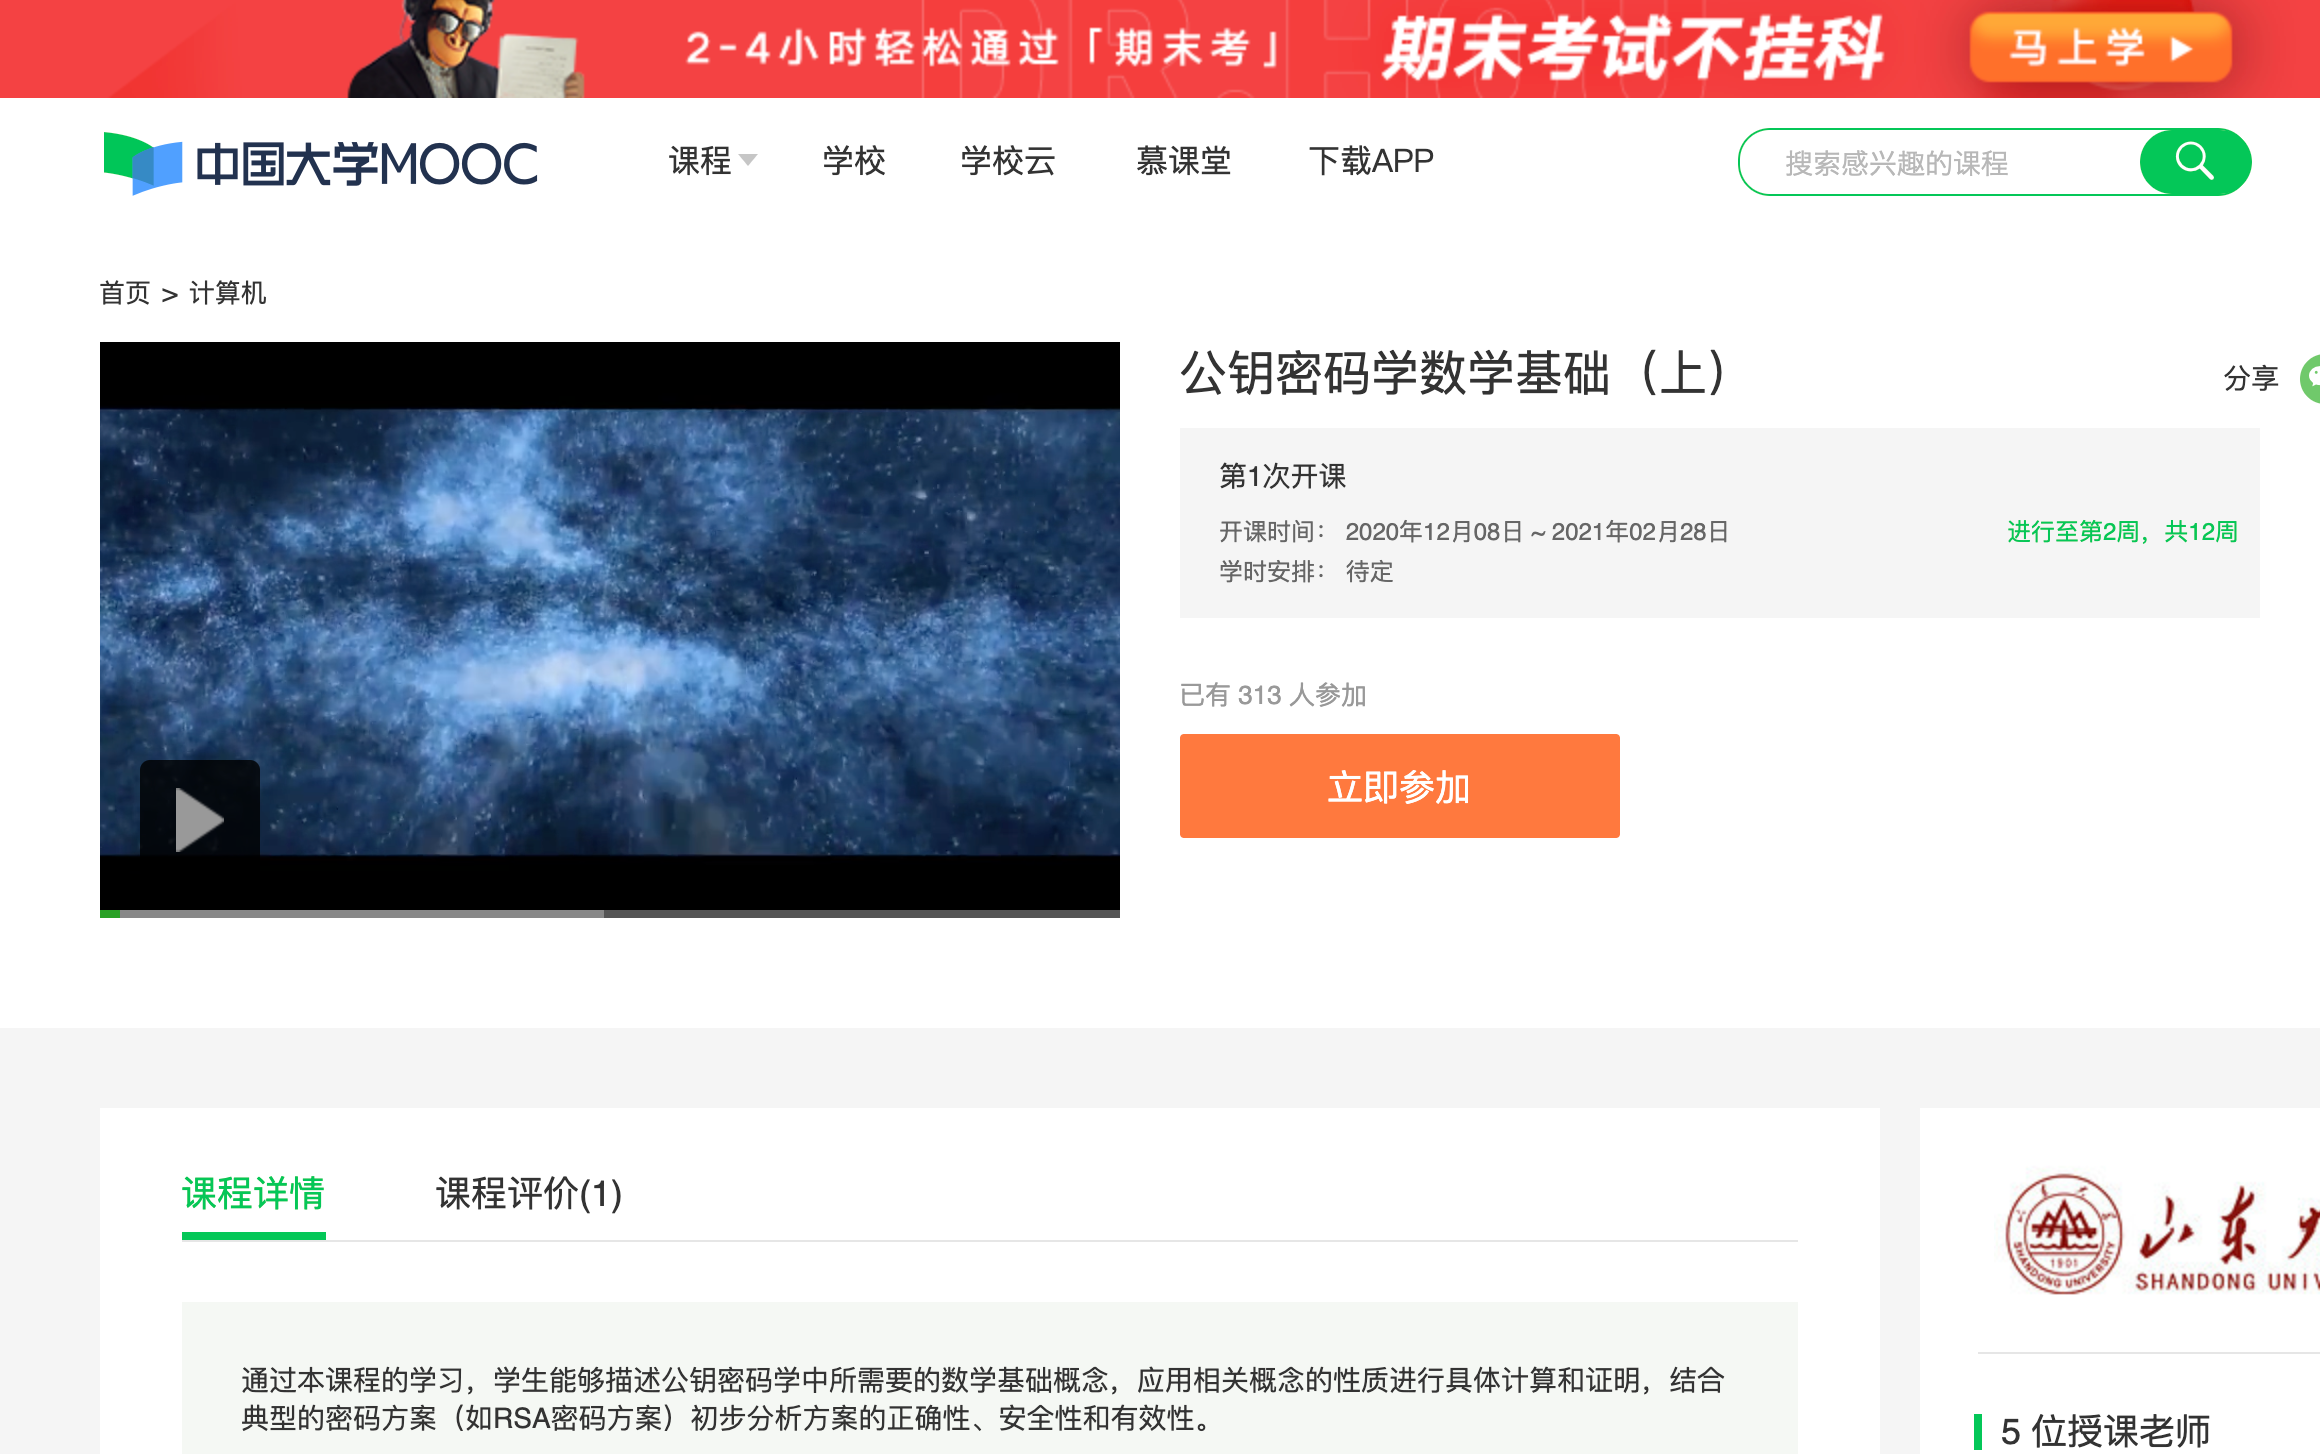 2-4小时轻松通过「期末考」 期末考试不挂科 马上学
中国大学MOOC 课程 学校 学校云 慕课堂 下载APP 搜索感兴趣的课程
首页 > 计算机
公钥密码学数学基础（上）
分享
第1次开课
开课时间： 2020年12月08日 ~ 2021年02月28日 进行至第2周，共12周
学时安排： 待定
已有 313 人参加
立即参加
课程详情 课程评价(1)
通过本课程的学习，学生能够描述公钥密码学中所需要的数学基础概念，应用相关概念的性质进行具体计算和证明，结合
典型的密码方案（如RSA密码方案）初步分析方案的正确性、安全性和有效性。
山东
SHANDONG
SHANDONG UNIVERSITY
1901
5 位授课老师